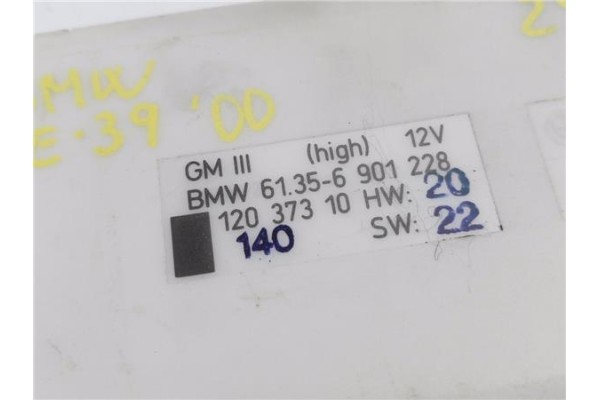 BMW
E·39 '00
GM III (high) 12V
BMW 61.35-6 901 228
120 373 10 HW: 20
140 SW: 22